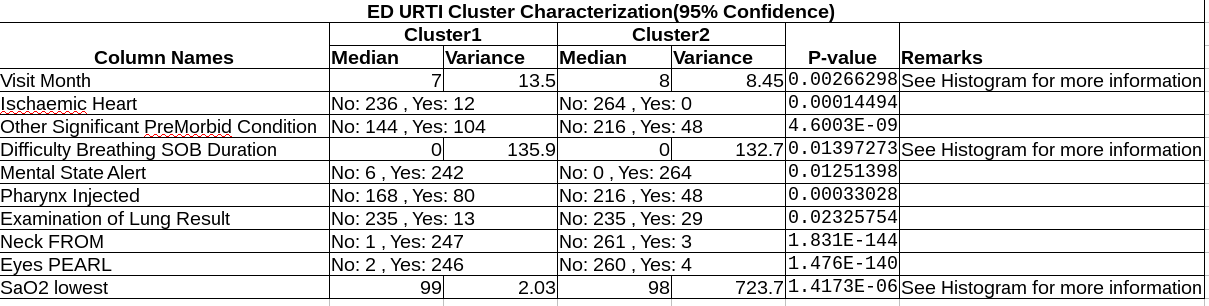 ED URTI Cluster Characterization(95% Confidence)
Cluster1 Cluster2
Column Names Median Variance Median Variance P-value Remarks
Visit Month 7 13.5 8 8.45 0.00266298 See Histogram for more information
Ischaemic Heart No: 236 , Yes: 12 No: 264 , Yes: 0 0.00014494
Other Significant PreMorbid Condition No: 144 , Yes: 104 No: 216 , Yes: 48 4.6003E-09
Difficulty Breathing SOB Duration 0 135.9 0 132.7 0.01397273 See Histogram for more information
Mental State Alert No: 6 , Yes: 242 No: 0 , Yes: 264 0.01251398
Pharynx Injected No: 168 , Yes: 80 No: 216 , Yes: 48 0.00033028
Examination of Lung Result No: 235 , Yes: 13 No: 235 , Yes: 29 0.02325754
Neck FROM No: 1 , Yes: 247 No: 261 , Yes: 3 1.831E-144
Eyes PEARL No: 2 , Yes: 246 No: 260 , Yes: 4 1.476E-140
SaO2 lowest 99 2.03 98 723.7 1.4173E-06 See Histogram for more information